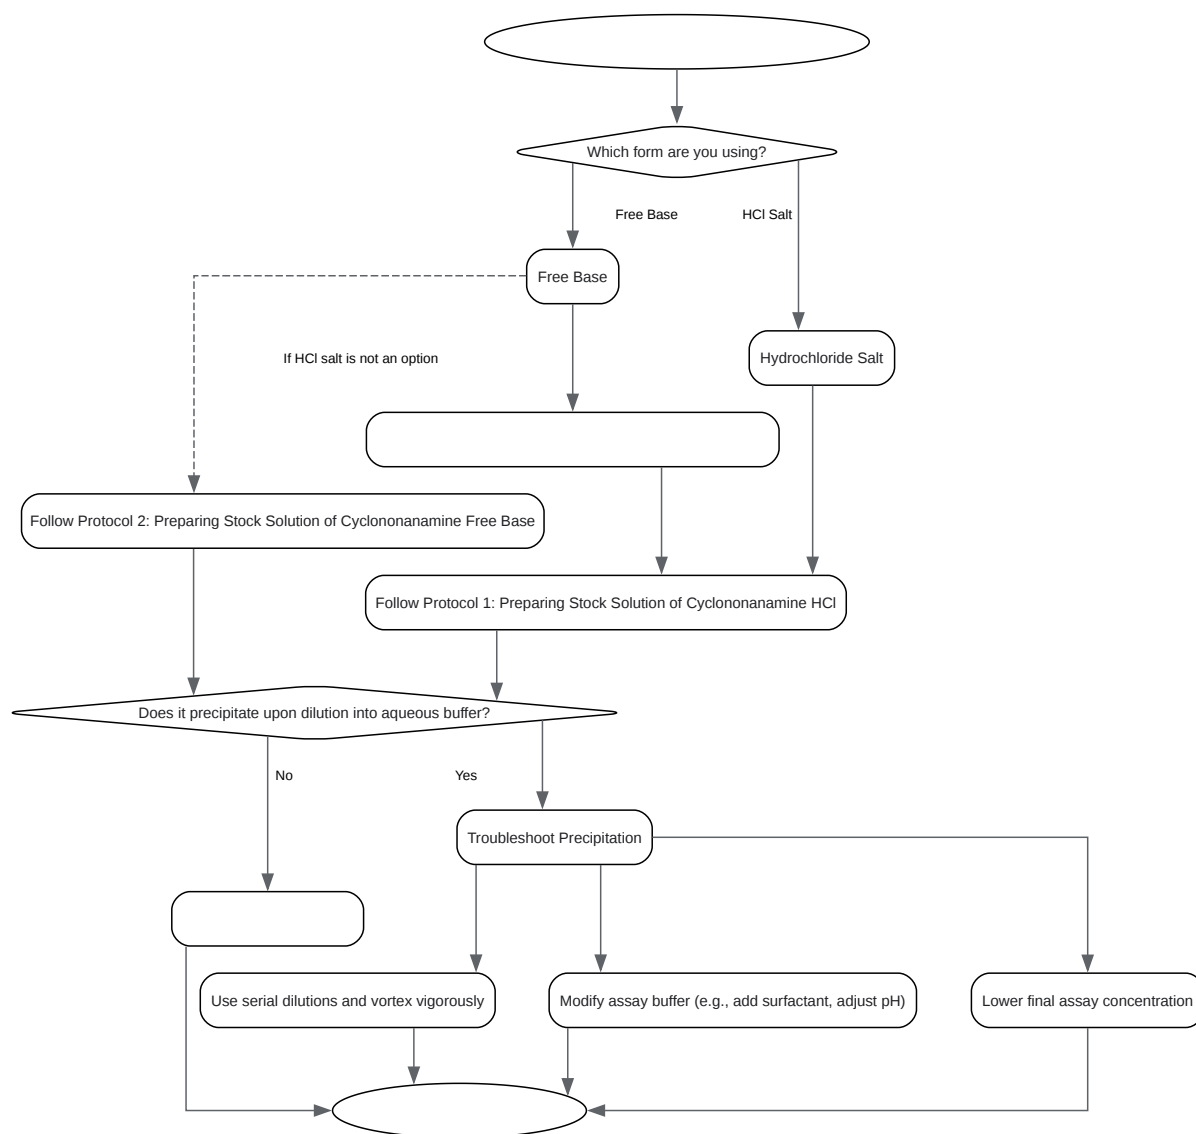 Which form are you using?
Free Base
HCl Salt
Free Base
If HCl salt is not an option
Hydrochloride Salt
Follow Protocol 2: Preparing Stock Solution of Cyclononanamine Free Base
Follow Protocol 1: Preparing Stock Solution of Cyclononanamine HCl
Does it precipitate upon dilution into aqueous buffer?
No
Yes
Troubleshoot Precipitation
Use serial dilutions and vortex vigorously
Modify assay buffer (e.g., add surfactant, adjust pH)
Lower final assay concentration